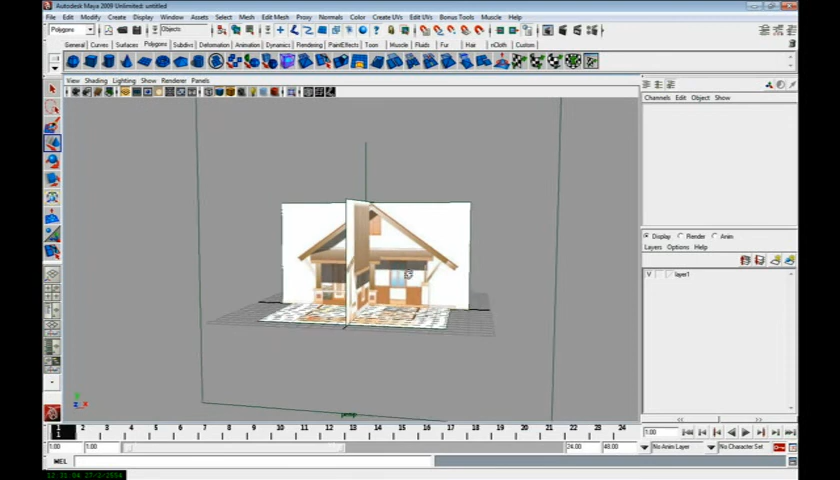 Autodesk Maya 2009 Unlimited: untitled
File Edit Modify Create Display Window Assets Select Mesh Edit Mesh Proxy Normals Color Create UVs Edit UVs Bonus Tools Muscle Help
Polygons Objects
General Curves Surfaces Polygons Subdivs Deformation Animation Dynamics Rendering PaintEffects Toon Muscle Fluids Fur Hair nCloth Custom
View Shading Lighting Show Renderer Panels
Channels Edit Object Show
Display Render Anim
Layers Options Help
V layer1
persp
1 2 3 4 5 6 7 8 9 10 11 12 13 14 15 16 17 18 19 20 21 22 23 24
1.00
1.00 1.00 24.00 48.00 No Anim Layer No Character Set
MEL